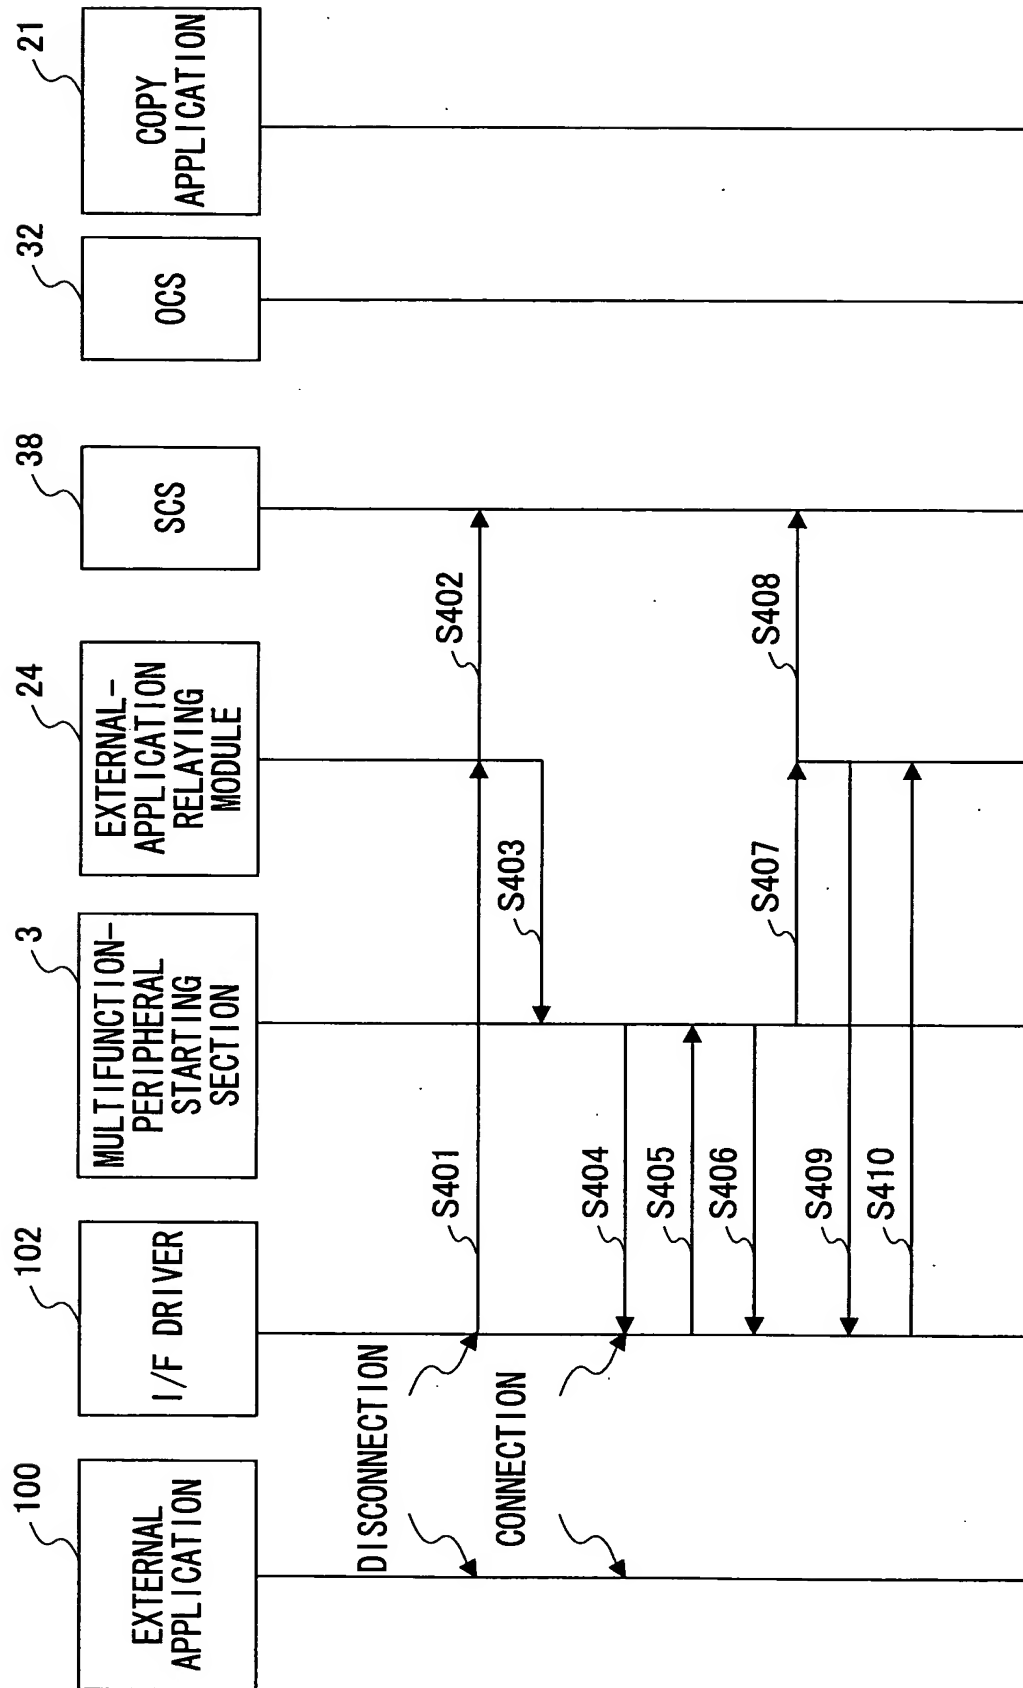 100
EXTERNAL
APPLICATION
102
I/F DRIVER
3
MULTIFUNCTION-
PERIPHERAL
STARTING
SECTION
24
EXTERNAL-
APPLICATION
RELAYING
MODULE
38
SCS
32
OCS
21
COPY
APPLICATION
DISCONNECTION
S401
S402
S403
CONNECTION
S404
S405
S406
S407
S408
S409
S410